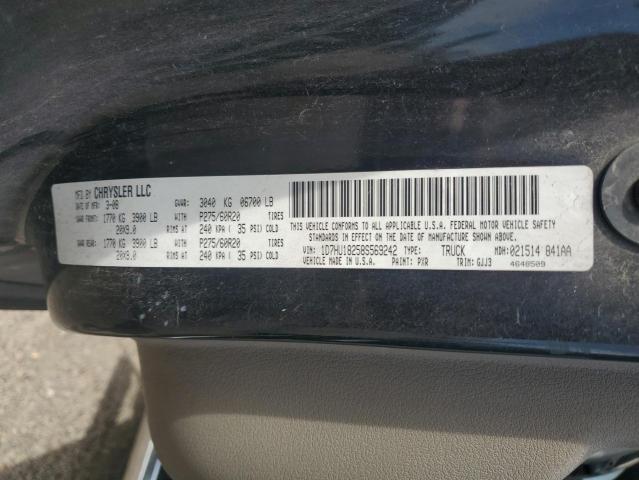 MFD BY CHRYSLER LLC
DATE OF MFR: 3-08 GVWR: 3040 KG 06700 LB
GAWR FRONT: 1770 KG 3900 LB WITH P275/60R20 TIRES
20X9.0 RIMS AT 240 KPA ( 35 PSI) COLD
GAWR REAR: 1770 KG 3900 LB WITH P275/60R20 TIRES
20X9.0 RIMS AT 240 KPA ( 35 PSI) COLD
THIS VEHICLE CONFORMS TO ALL APPLICABLE U.S.A. FEDERAL MOTOR VEHICLE SAFETY
STANDARDS IN EFFECT ON THE DATE OF MANUFACTURE SHOWN ABOVE.
VIN: 1D7HU18258S569242 TYPE: TRUCK MDH: 021514 841AA
VEHICLE MADE IN U.S.A. PAINT: PXR TRIM: GJJ3 4648509